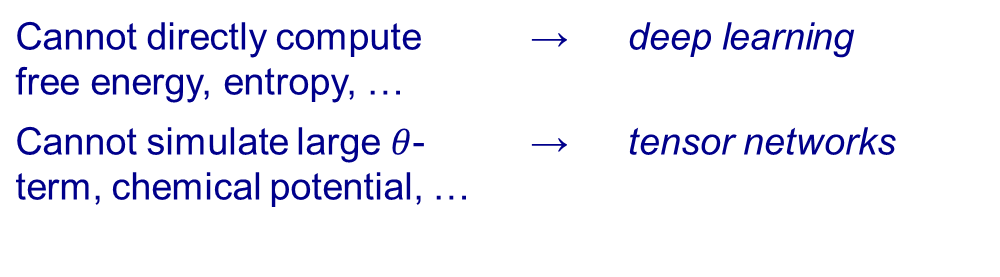 Cannot directly compute → deep learning
free energy, entropy, …
Cannot simulate large θ- → tensor networks
term, chemical potential, …